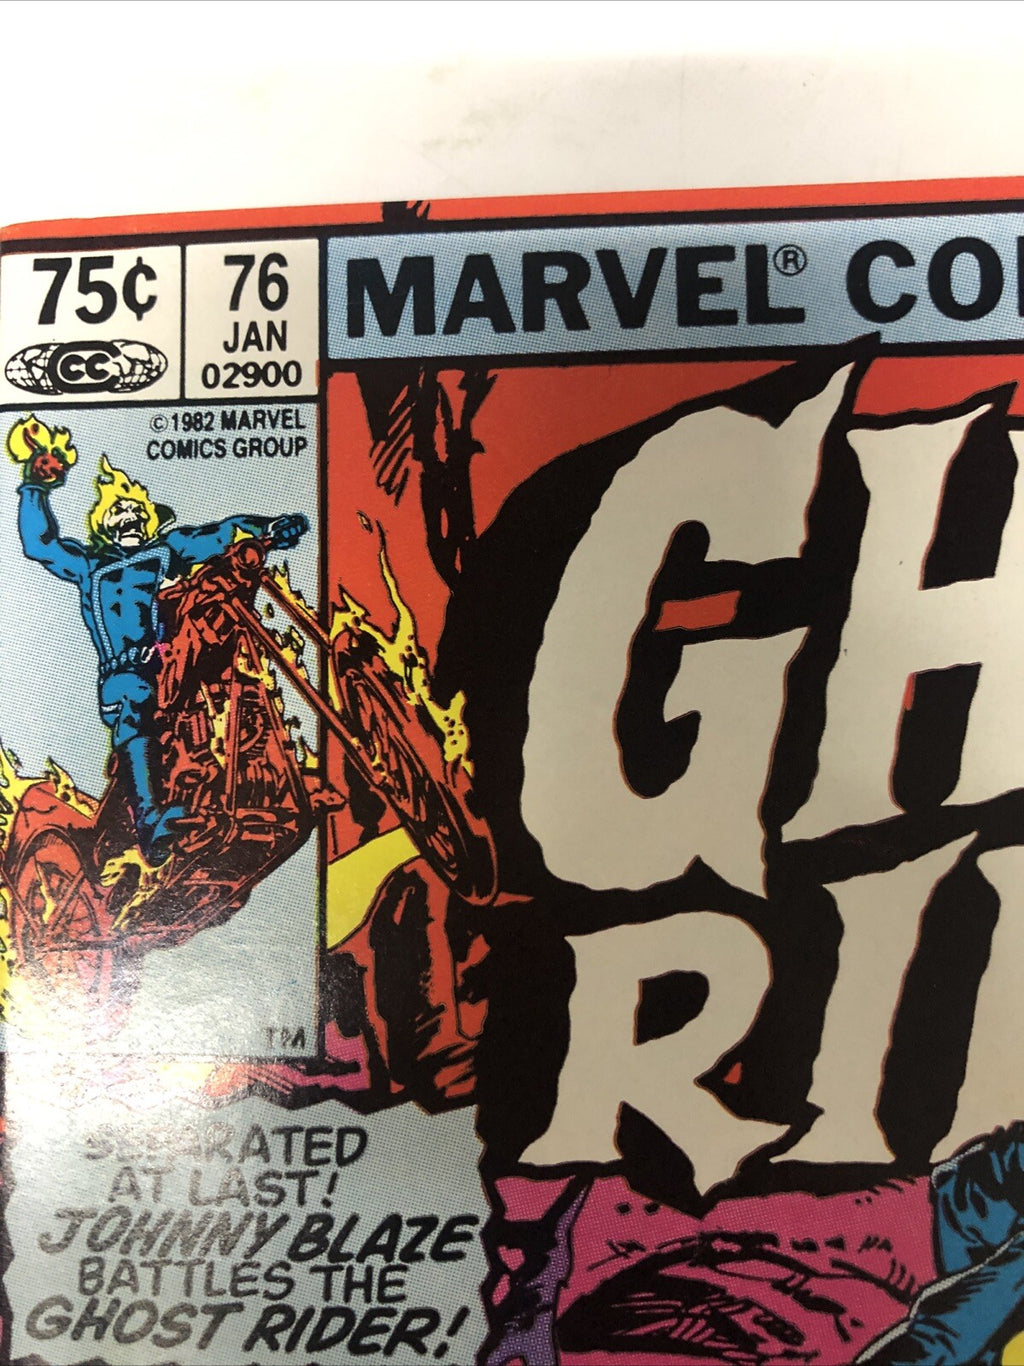 75¢
76
JAN
02900
CC
MARVEL® CO
© 1982 MARVEL
COMICS GROUP
GH
RI
TM
SEPARATED
AT LAST!
JOHNNY BLAZE
BATTLES THE
GHOST RIDER!